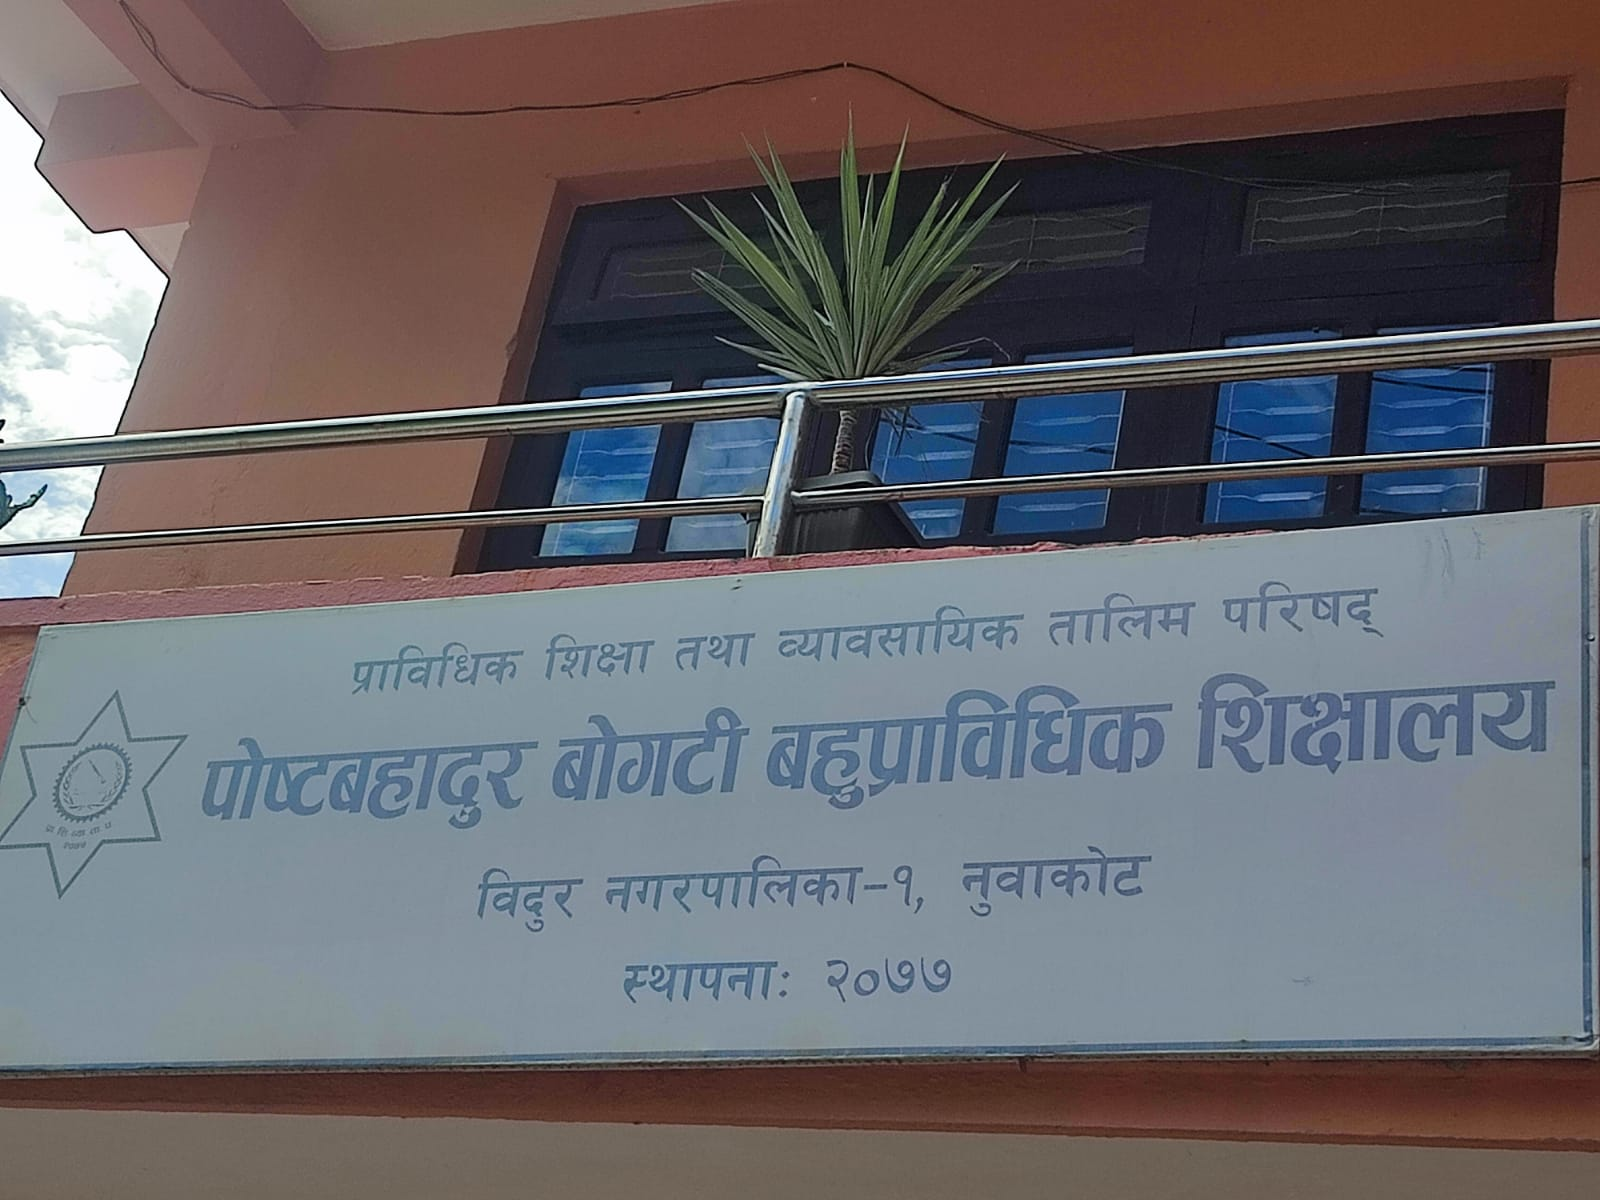 प्राविधिक शिक्षा तथा व्यावसायिक तालिम परिषद्
पोष्टबहादुर बोगटी बहुप्राविधिक शिक्षालय
विदुर नगरपालिका-१, नुवाकोट
स्थापनाः २०७७
प्रा. शि. व्या. ता. प.